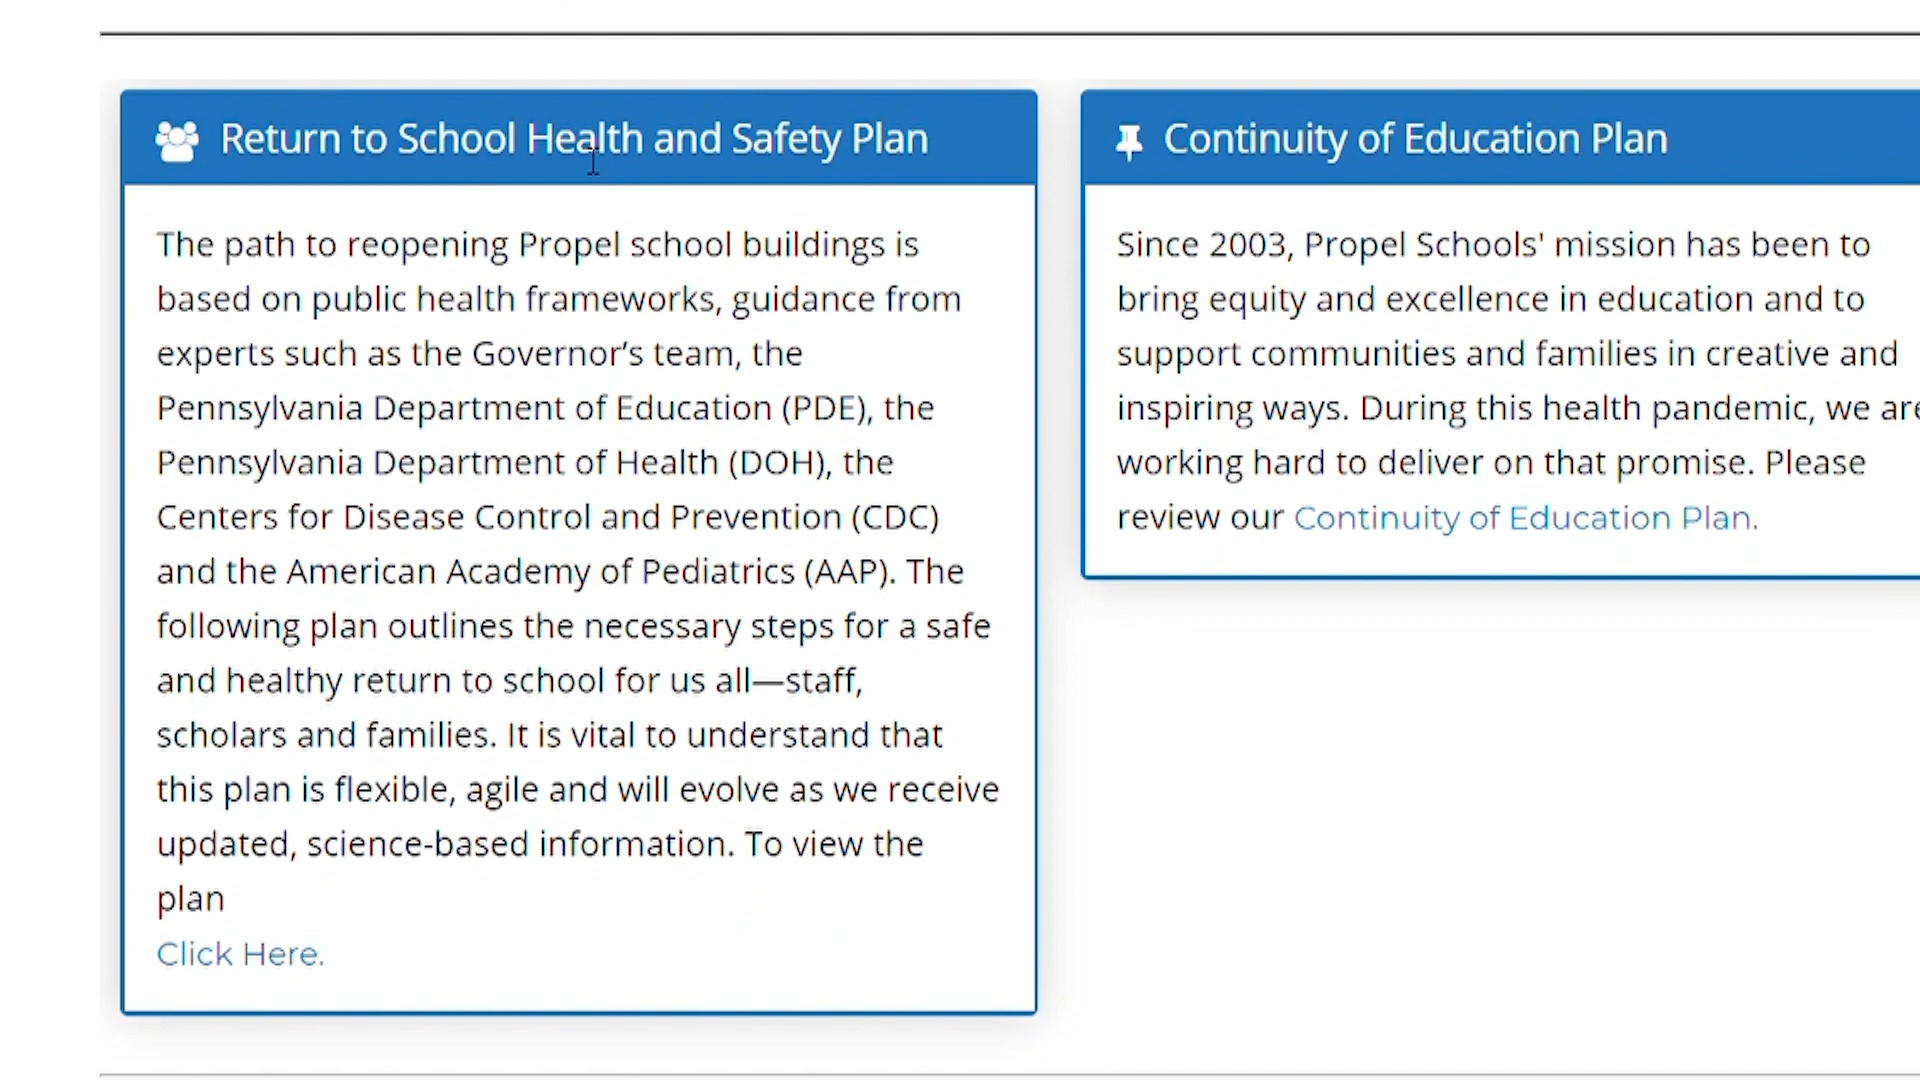 Return to School Health and Safety Plan
The path to reopening Propel school buildings is
based on public health frameworks, guidance from
experts such as the Governor’s team, the
Pennsylvania Department of Education (PDE), the
Pennsylvania Department of Health (DOH), the
Centers for Disease Control and Prevention (CDC)
and the American Academy of Pediatrics (AAP). The
following plan outlines the necessary steps for a safe
and healthy return to school for us all—staff,
scholars and families. It is vital to understand that
this plan is flexible, agile and will evolve as we receive
updated, science-based information. To view the
plan
Click Here.
Continuity of Education Plan
Since 2003, Propel Schools' mission has been to
bring equity and excellence in education and to
support communities and families in creative and
inspiring ways. During this health pandemic, we are
working hard to deliver on that promise. Please
review our Continuity of Education Plan.